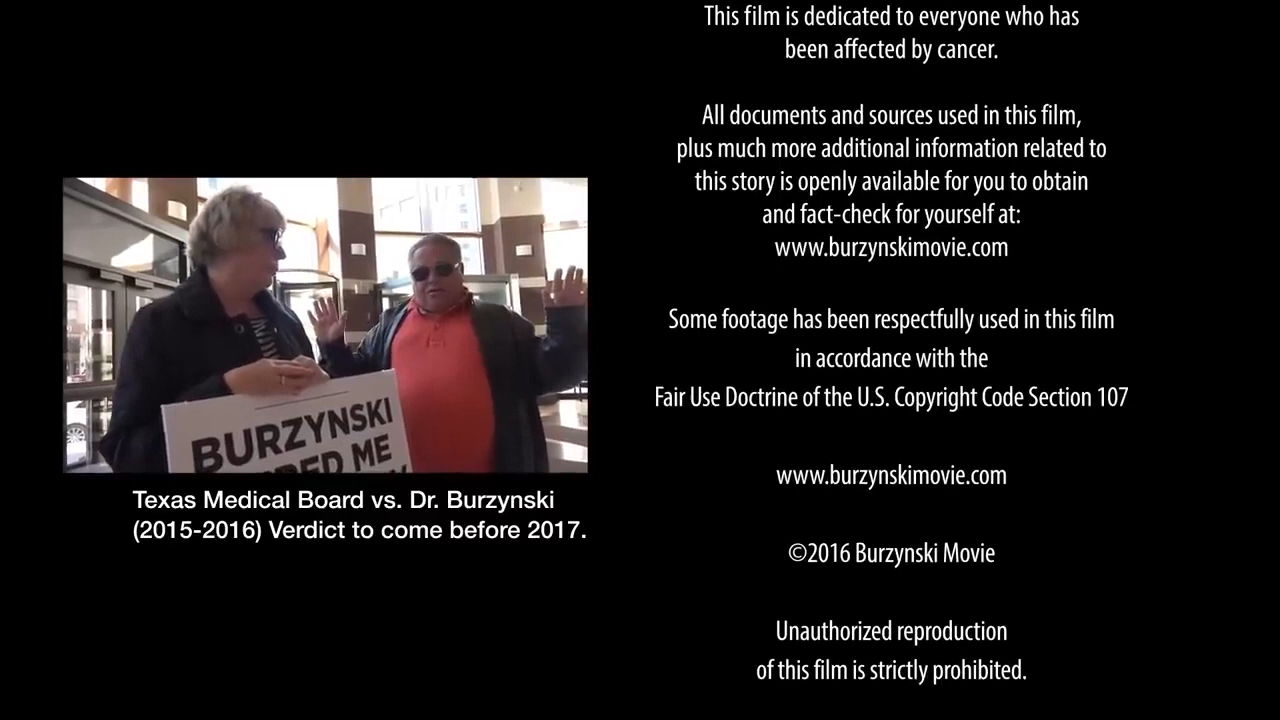 BURZYNSKI
ME
Texas Medical Board vs. Dr. Burzynski
(2015-2016) Verdict to come before 2017.
This film is dedicated to everyone who has
been affected by cancer.
All documents and sources used in this film,
plus much more additional information related to
this story is openly available for you to obtain
and fact-check for yourself at:
www.burzynskimovie.com
Some footage has been respectfully used in this film
in accordance with the
Fair Use Doctrine of the U.S. Copyright Code Section 107
www.burzynskimovie.com
©2016 Burzynski Movie
Unauthorized reproduction
of this film is strictly prohibited.